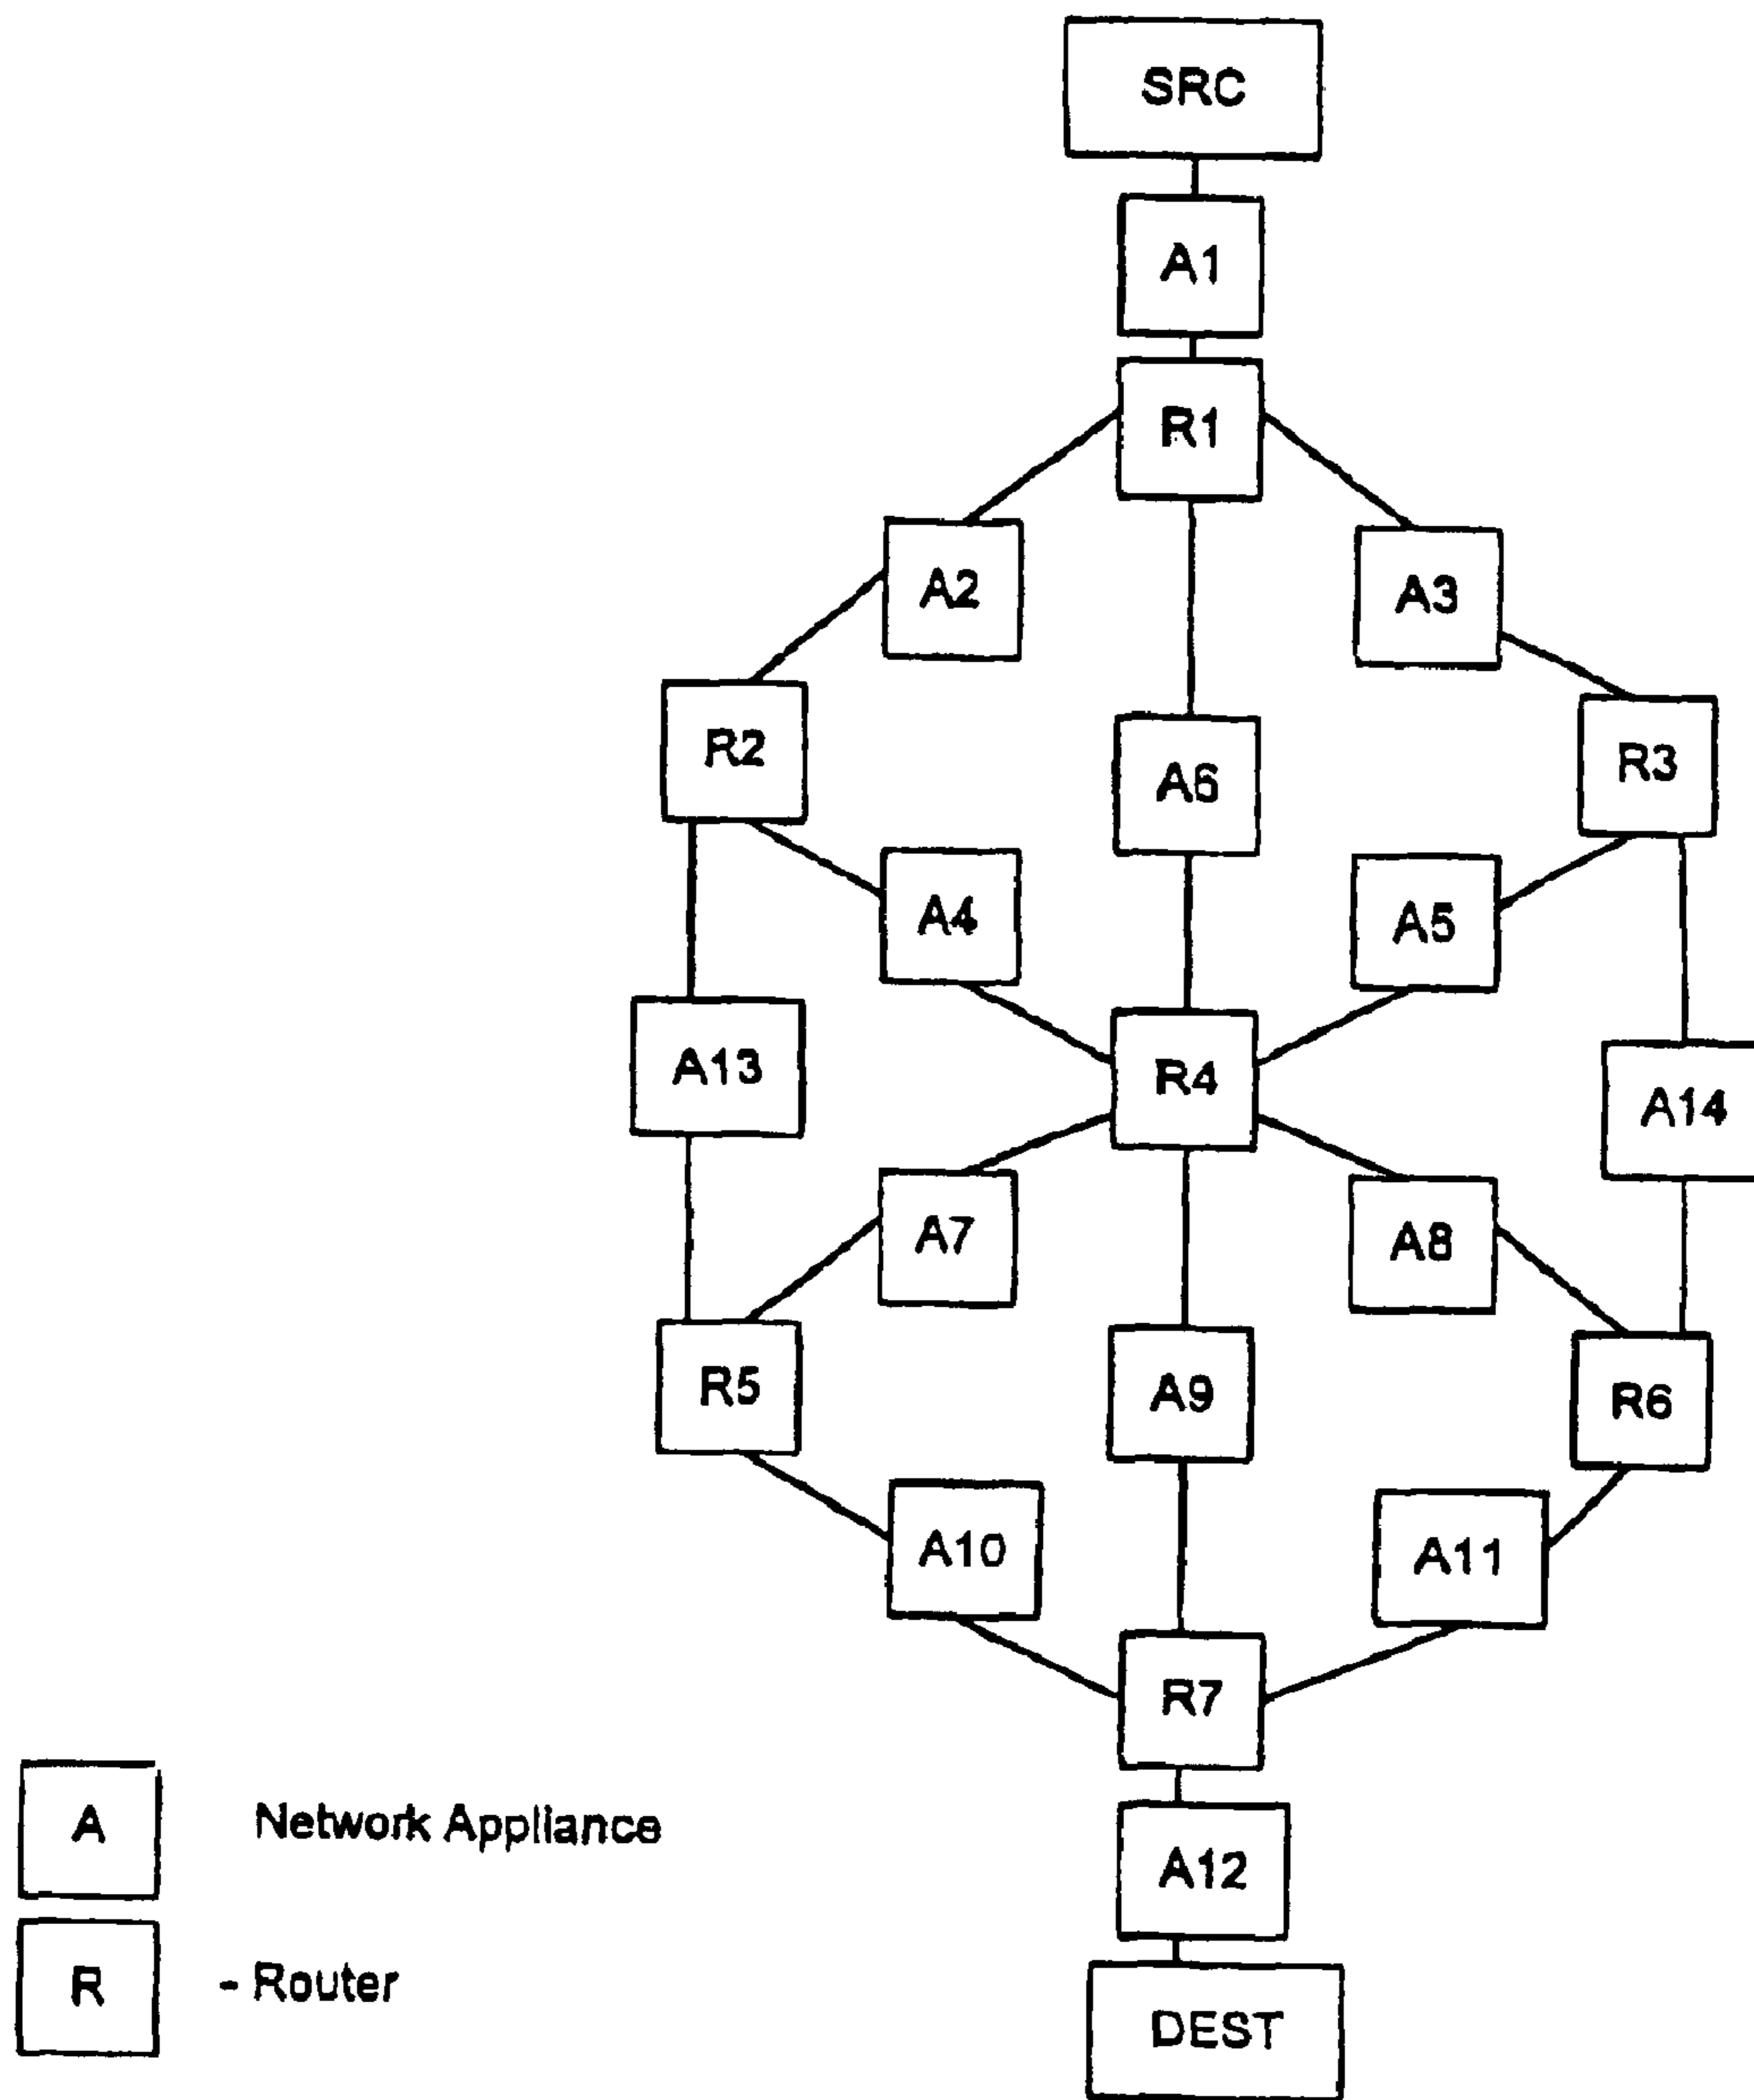 SRC
A1
R1
A2
A3
R2
A6
R3
A4
A5
A13
R4
A14
A7
A8
R5
A9
R6
A10
A11
R7
A Network Appliance
A12
R - Router
DEST